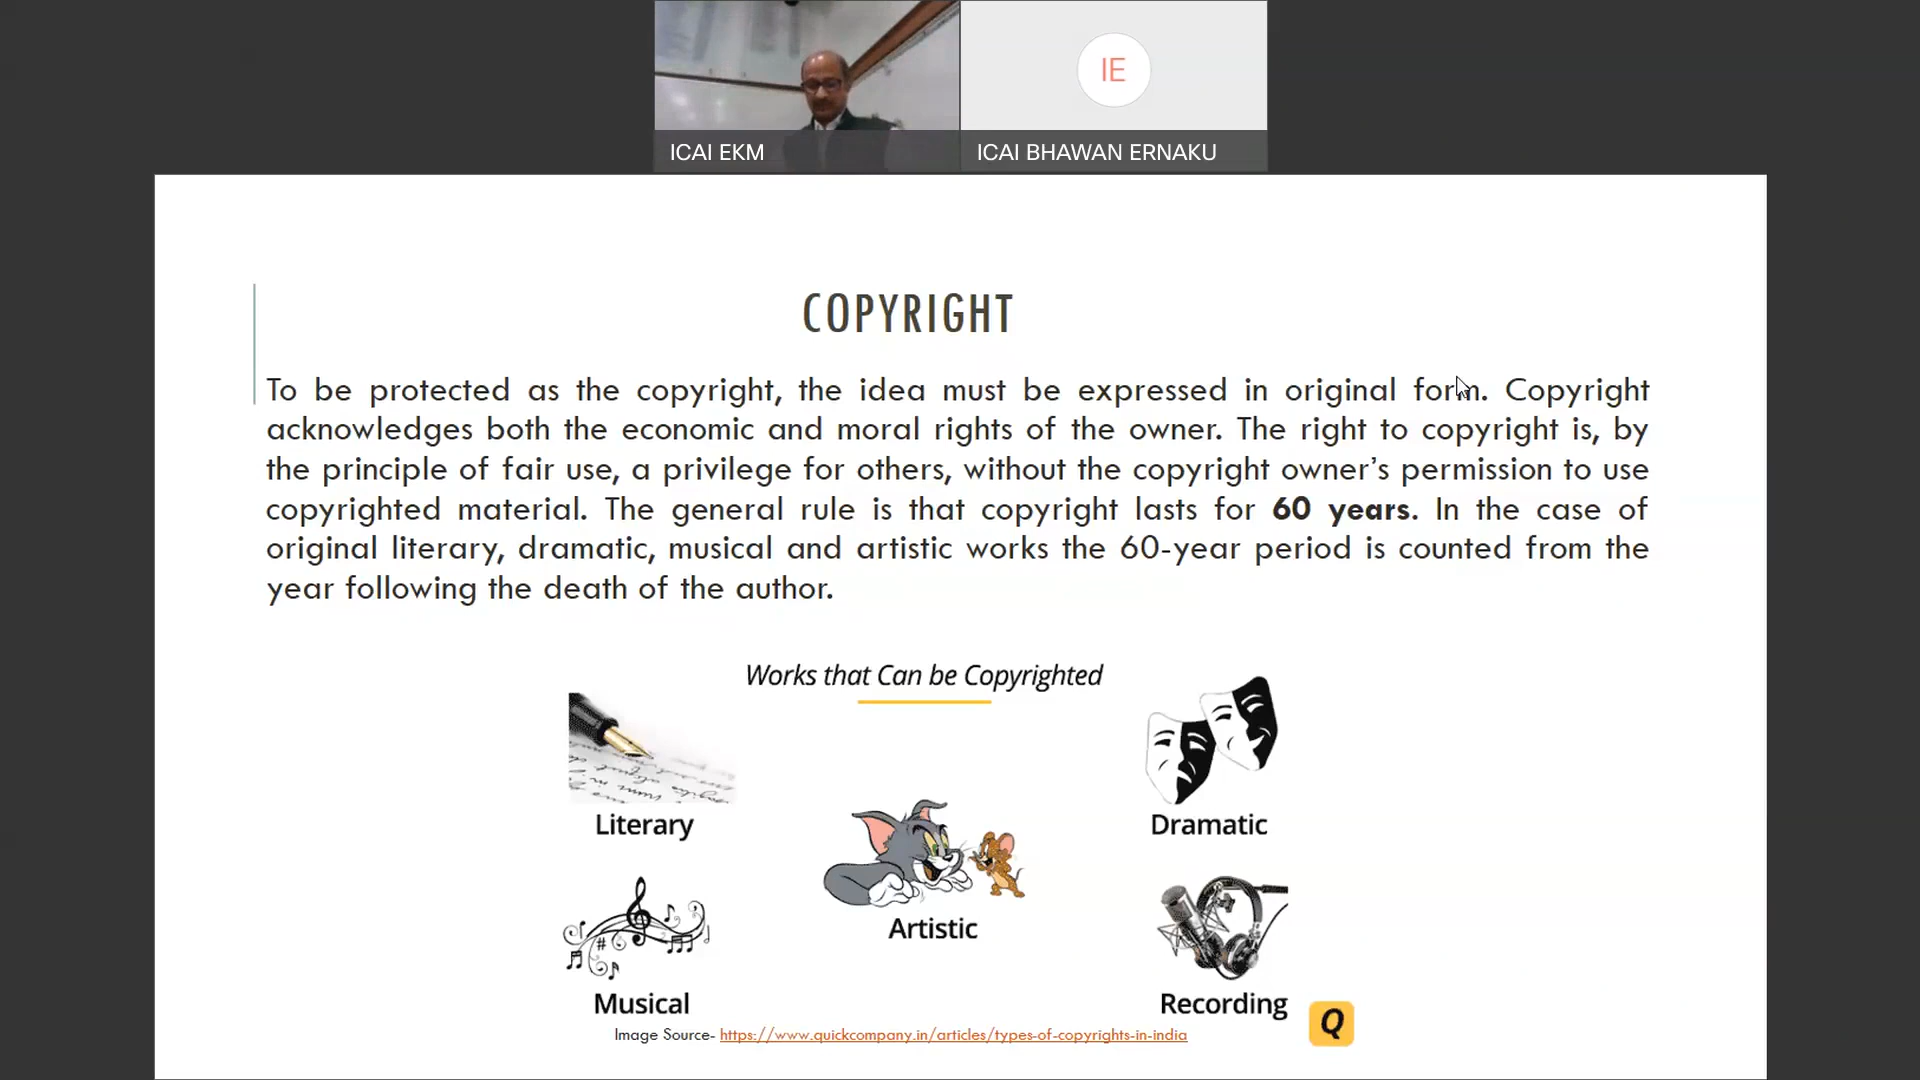 IE
ICAI EKM
ICAI BHAWAN ERNAKU
COPYRIGHT
To be protected as the copyright, the idea must be expressed in original form. Copyright
acknowledges both the economic and moral rights of the owner. The right to copyright is, by
the principle of fair use, a privilege for others, without the copyright owner's permission to use
copyrighted material. The general rule is that copyright lasts for 60 years. In the case of
original literary, dramatic, musical and artistic works the 60-year period is counted from the
year following the death of the author.
Works that Can be Copyrighted
Literary
Dramatic
Artistic
Musical
Recording
Image Source- https://www.quickcompany.in/articles/types-of-copyrights-in-india
Q